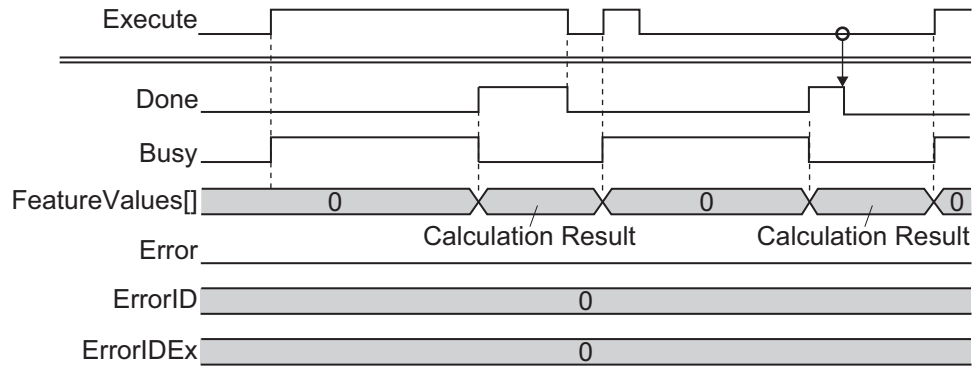 Execute
Done
Busy
FeatureValues[] 0 0 0
Calculation Result Calculation Result
Error
ErrorID 0
ErrorIDEx 0